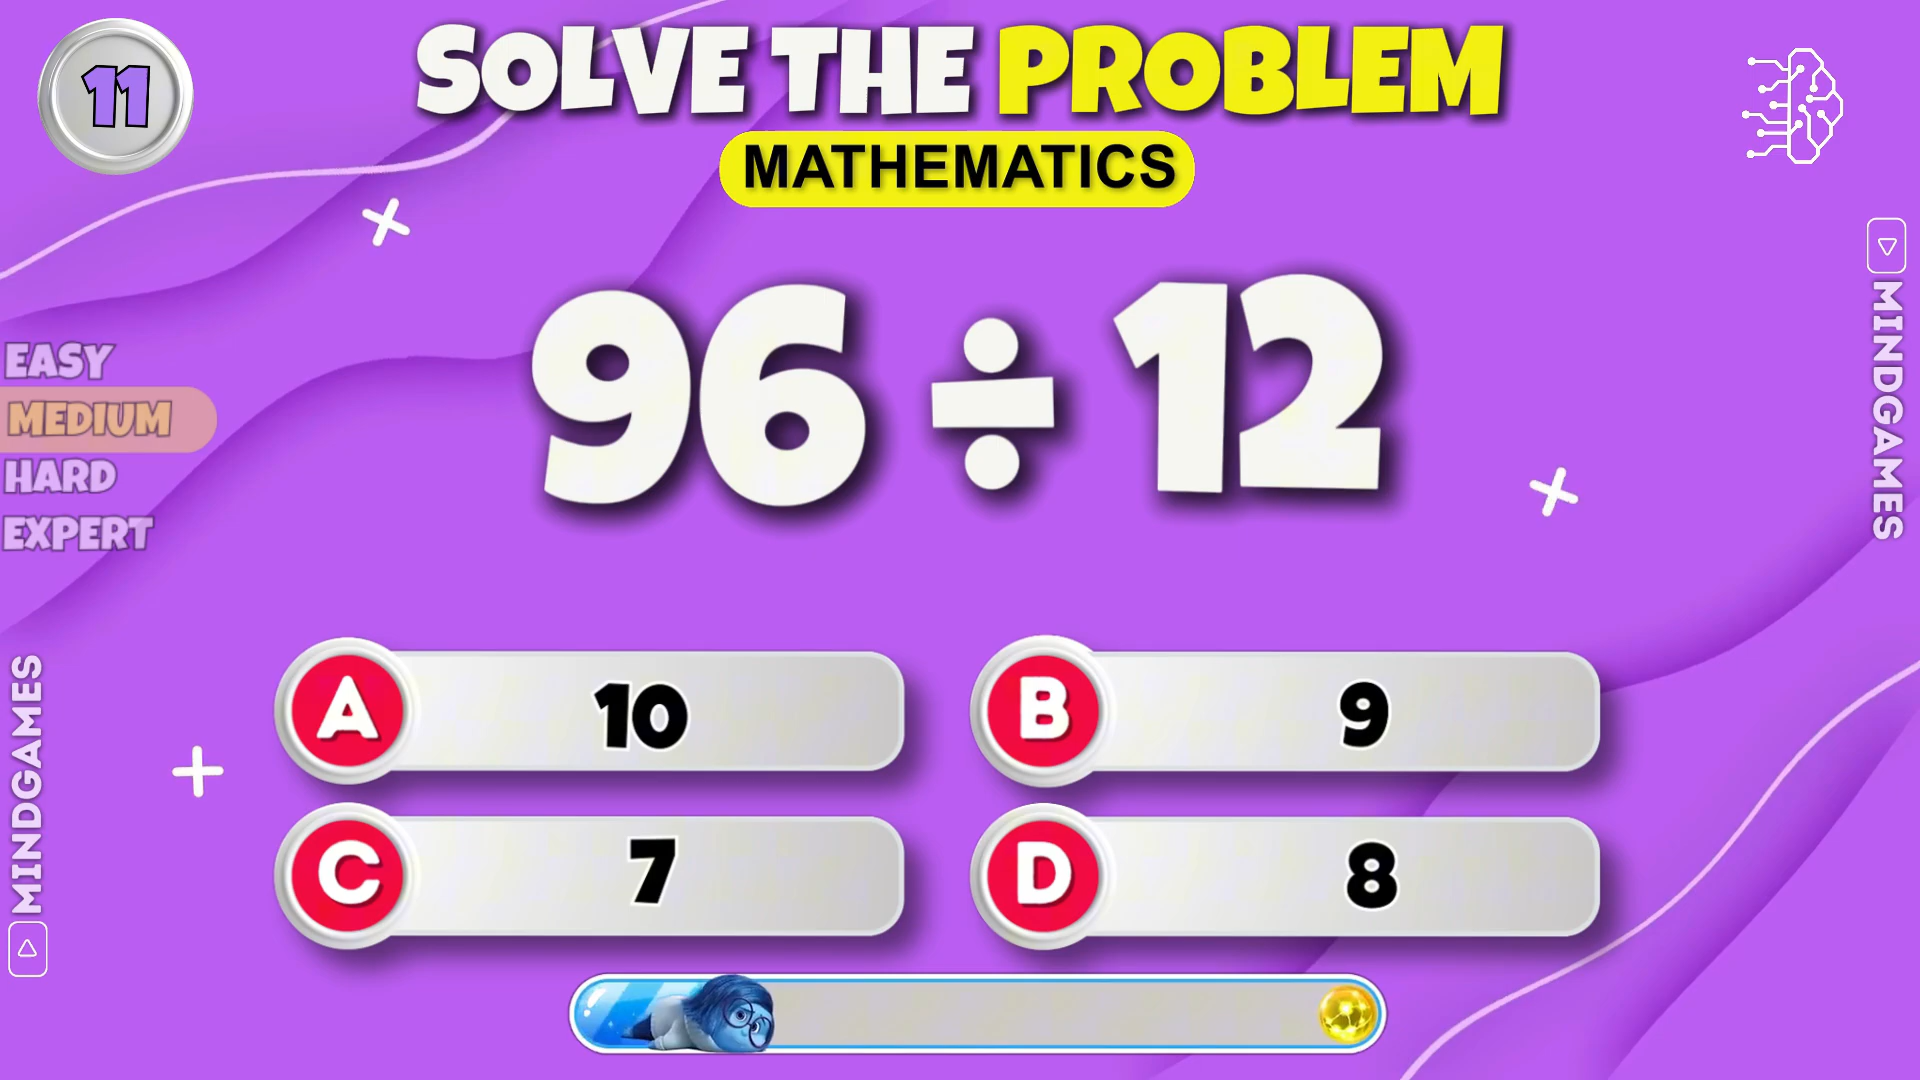 11
SOLVE THE PROBLEM
MATHEMATICS
96 ÷ 12
EASY
MEDIUM
HARD
EXPERT
MINDGAMES
MINDGAMES
A 10
B 9
C 7
D 8